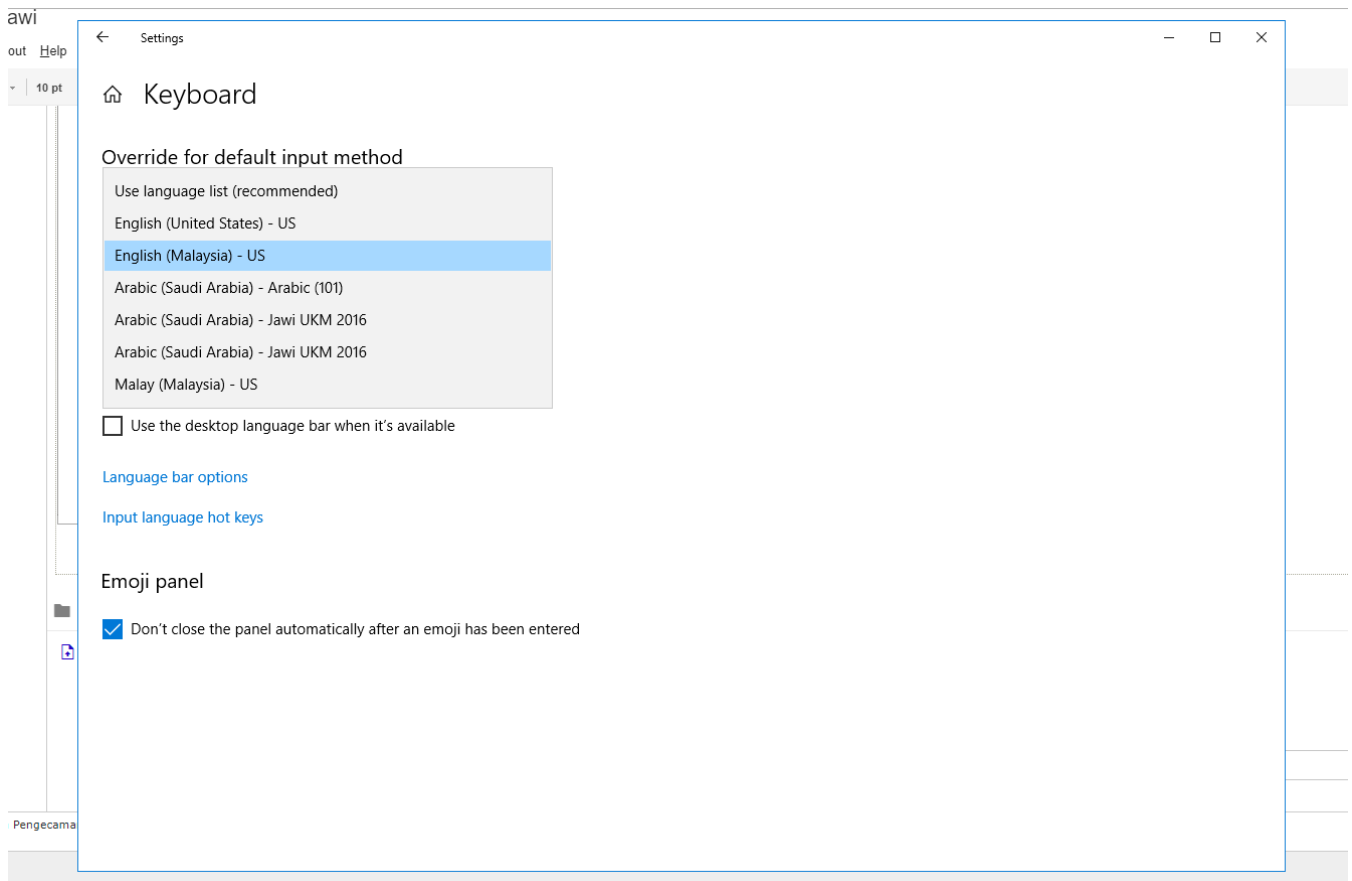 awi
Settings
out Help
10 pt
Keyboard
Override for default input method
Use language list (recommended)
English (United States) - US
English (Malaysia) - US
Arabic (Saudi Arabia) - Arabic (101)
Arabic (Saudi Arabia) - Jawi UKM 2016
Arabic (Saudi Arabia) - Jawi UKM 2016
Malay (Malaysia) - US
Use the desktop language bar when it's available
Language bar options
Input language hot keys
Emoji panel
Don't close the panel automatically after an emoji has been entered
Pengecama